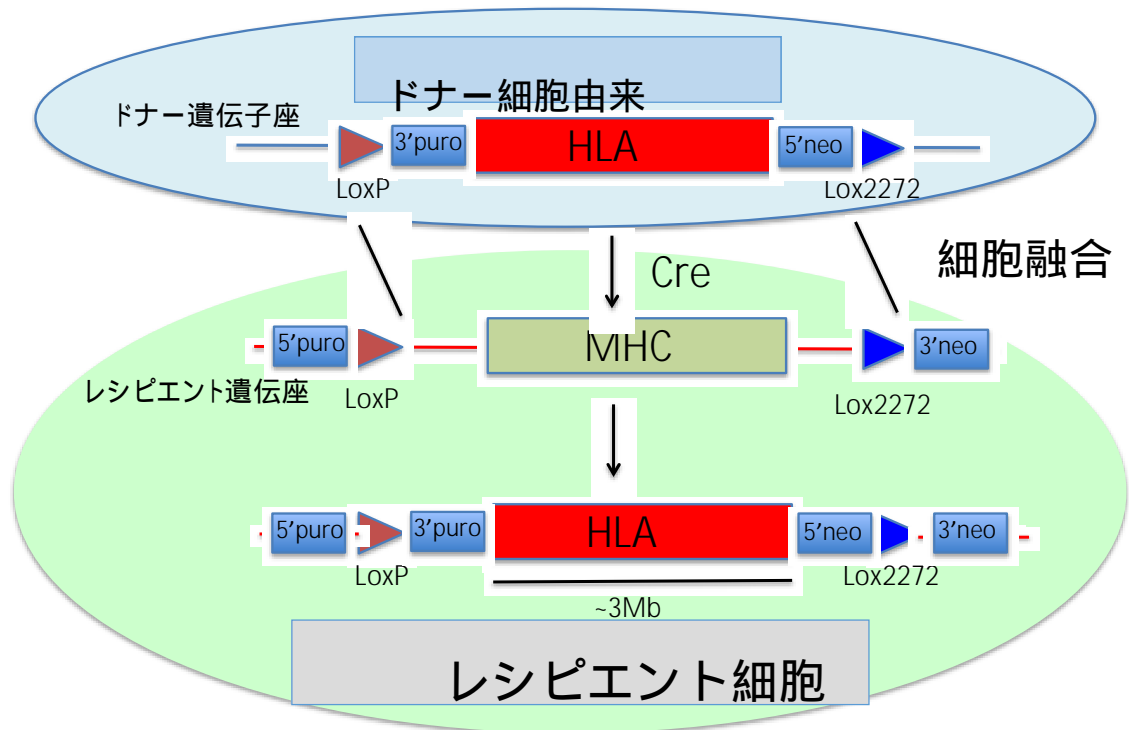 ドナー細胞由来
ドナー遺伝子座
3’puro
HLA
5’neo
LoxP
Lox2272
細胞融合
Cre
5’puro
MHC
3’neo
レシピエント遺伝座
LoxP
Lox2272
5’puro
3’puro
HLA
5’neo
3’neo
LoxP
Lox2272
~3Mb
レシピエント細胞